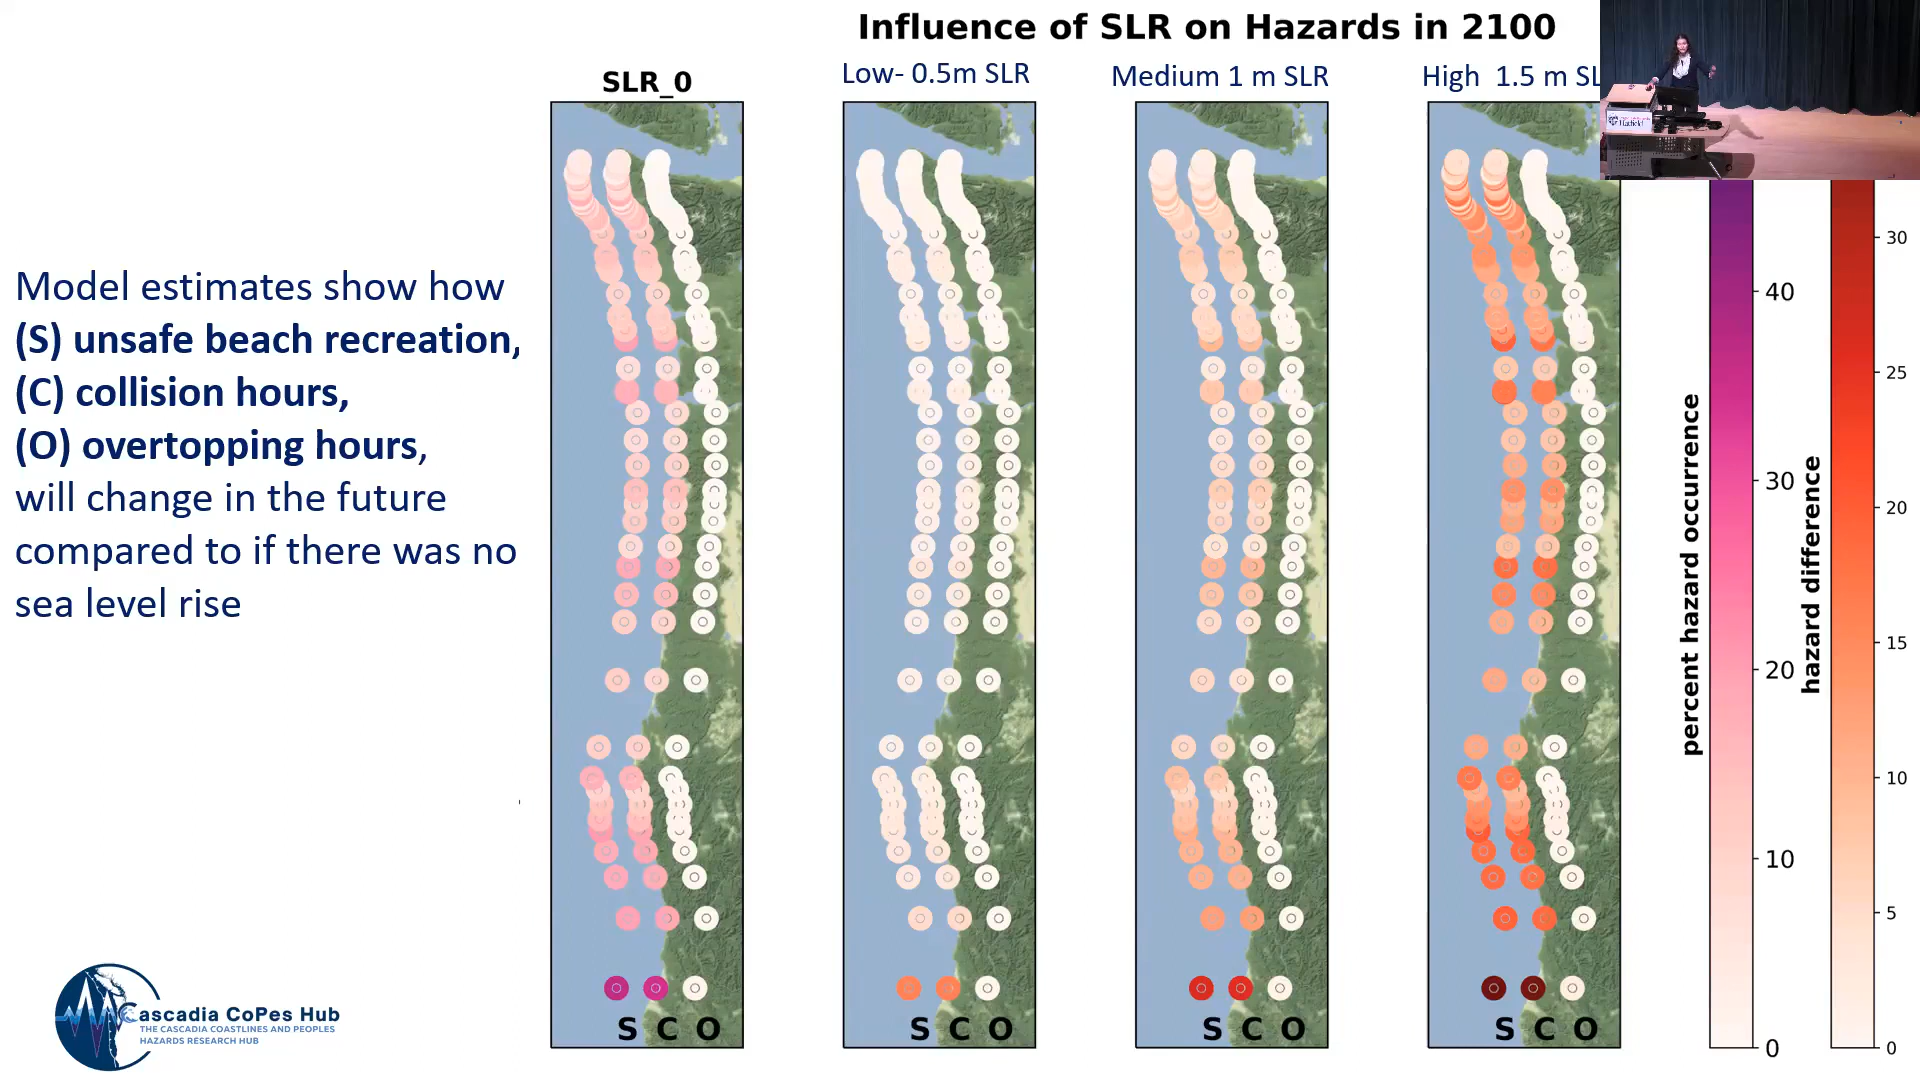 Influence of SLR on Hazards in 2100
SLR_0
Low- 0.5m SLR
Medium 1 m SLR
High 1.5 m SL
Model estimates show how
(S) unsafe beach recreation,
(C) collision hours,
(O) overtopping hours,
will change in the future
compared to if there was no
sea level rise
S C O
S C O
S C O
S C O
percent hazard occurrence
40
30
20
10
0
hazard difference
30
25
20
15
10
5
0
Hatfield
Cascadia CoPes Hub
THE CASCADIA COASTLINES AND PEOPLES
HAZARDS RESEARCH HUB